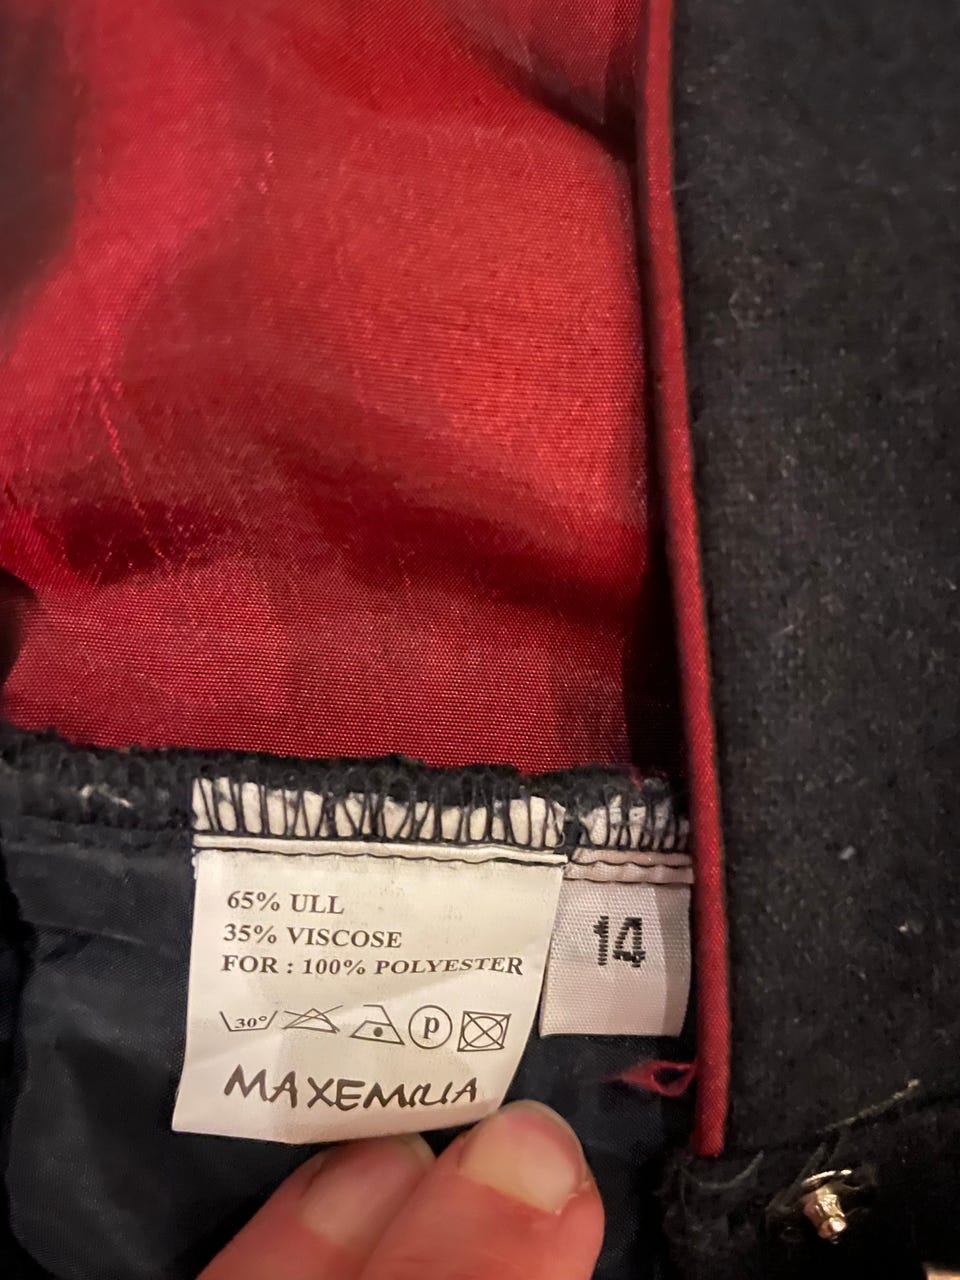 65% ULL
35% VISCOSE
FOR : 100% POLYESTER
30°
P
MAXEMILIA
14